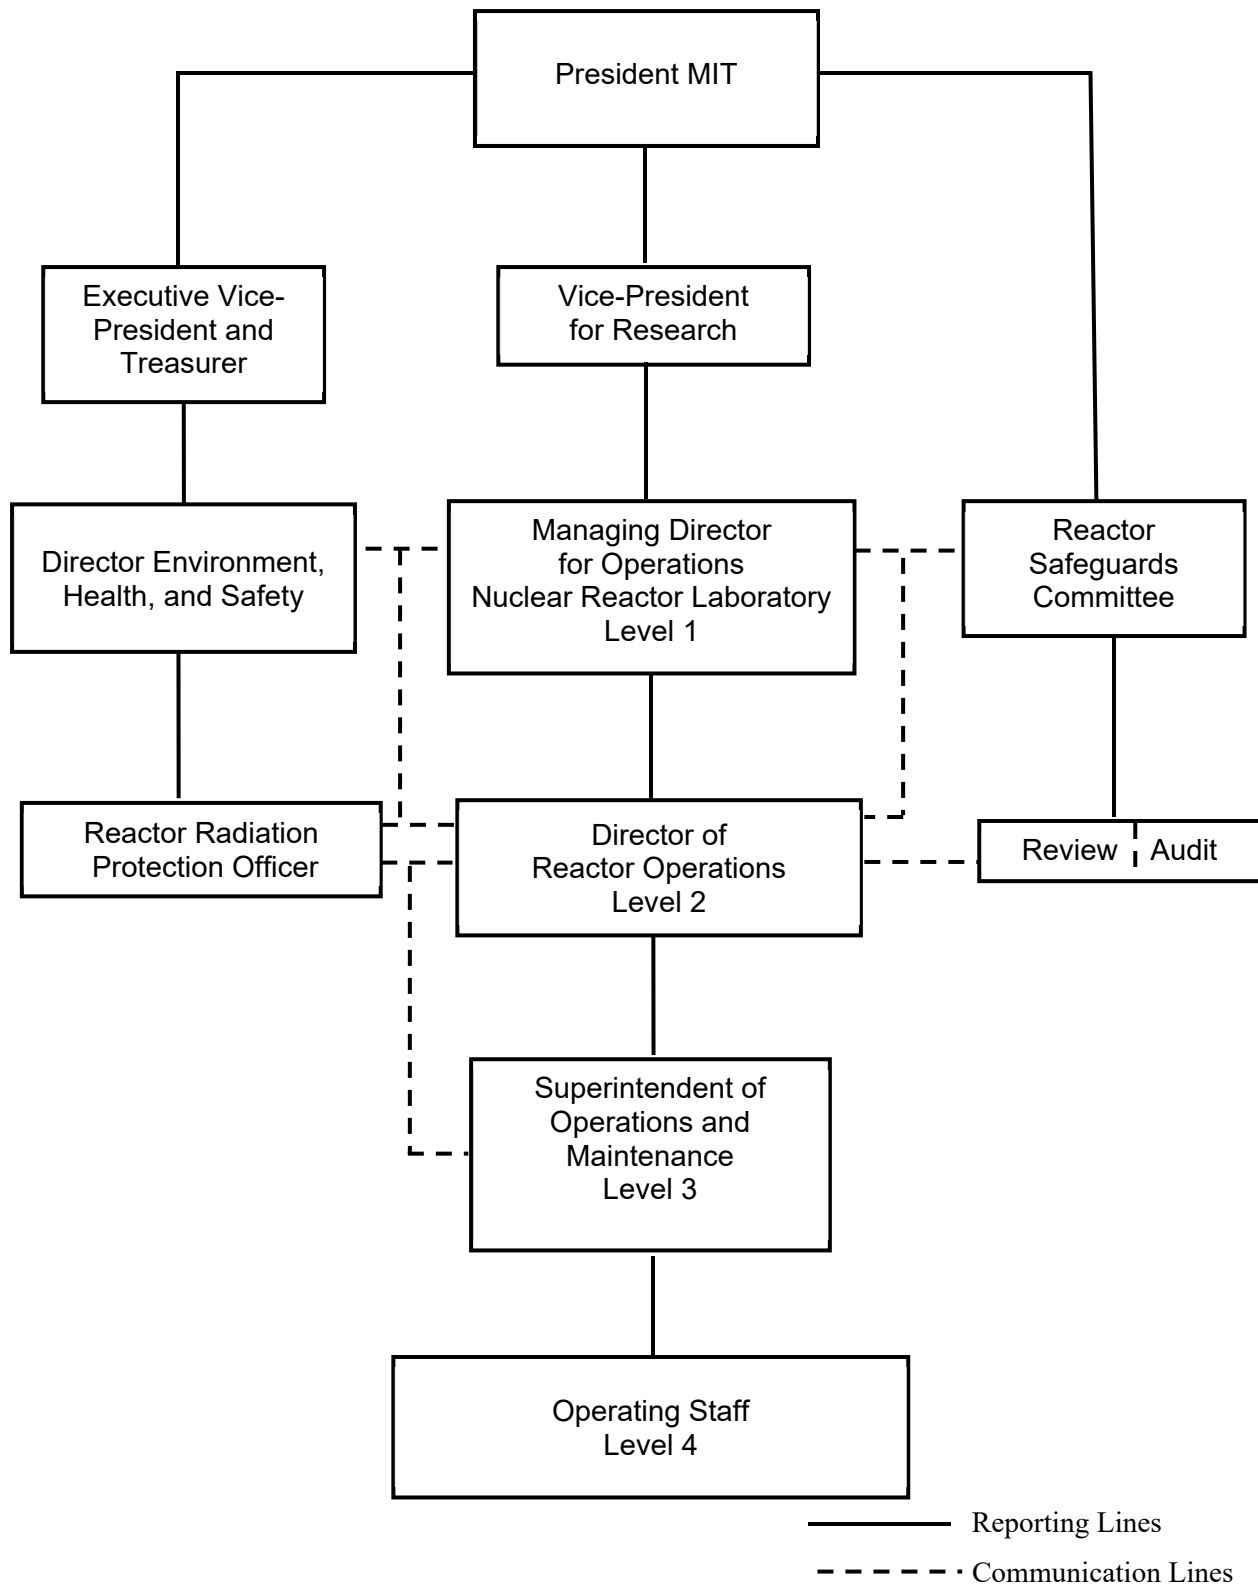 President MIT
Executive Vice-
President and
Treasurer
Vice-President
for Research
Director Environment,
Health, and Safety
Managing Director
for Operations
Nuclear Reactor Laboratory
Level 1
Reactor
Safeguards
Committee
Reactor Radiation
Protection Officer
Director of
Reactor Operations
Level 2
Review
Audit
Superintendent of
Operations and
Maintenance
Level 3
Operating Staff
Level 4
Reporting Lines
Communication Lines